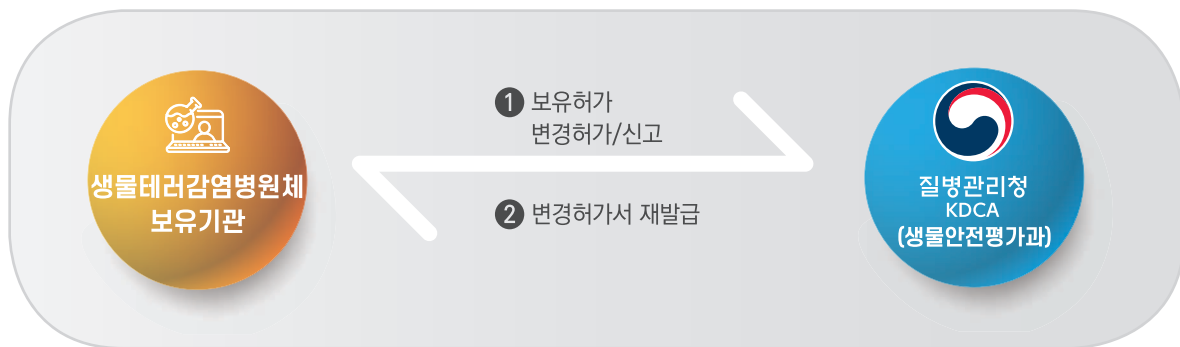 생물테러감염병원체
보유기관
❶ 보유허가
변경허가/신고
❷ 변경허가서 재발급
질병관리청
KDCA
(생물안전평가과)